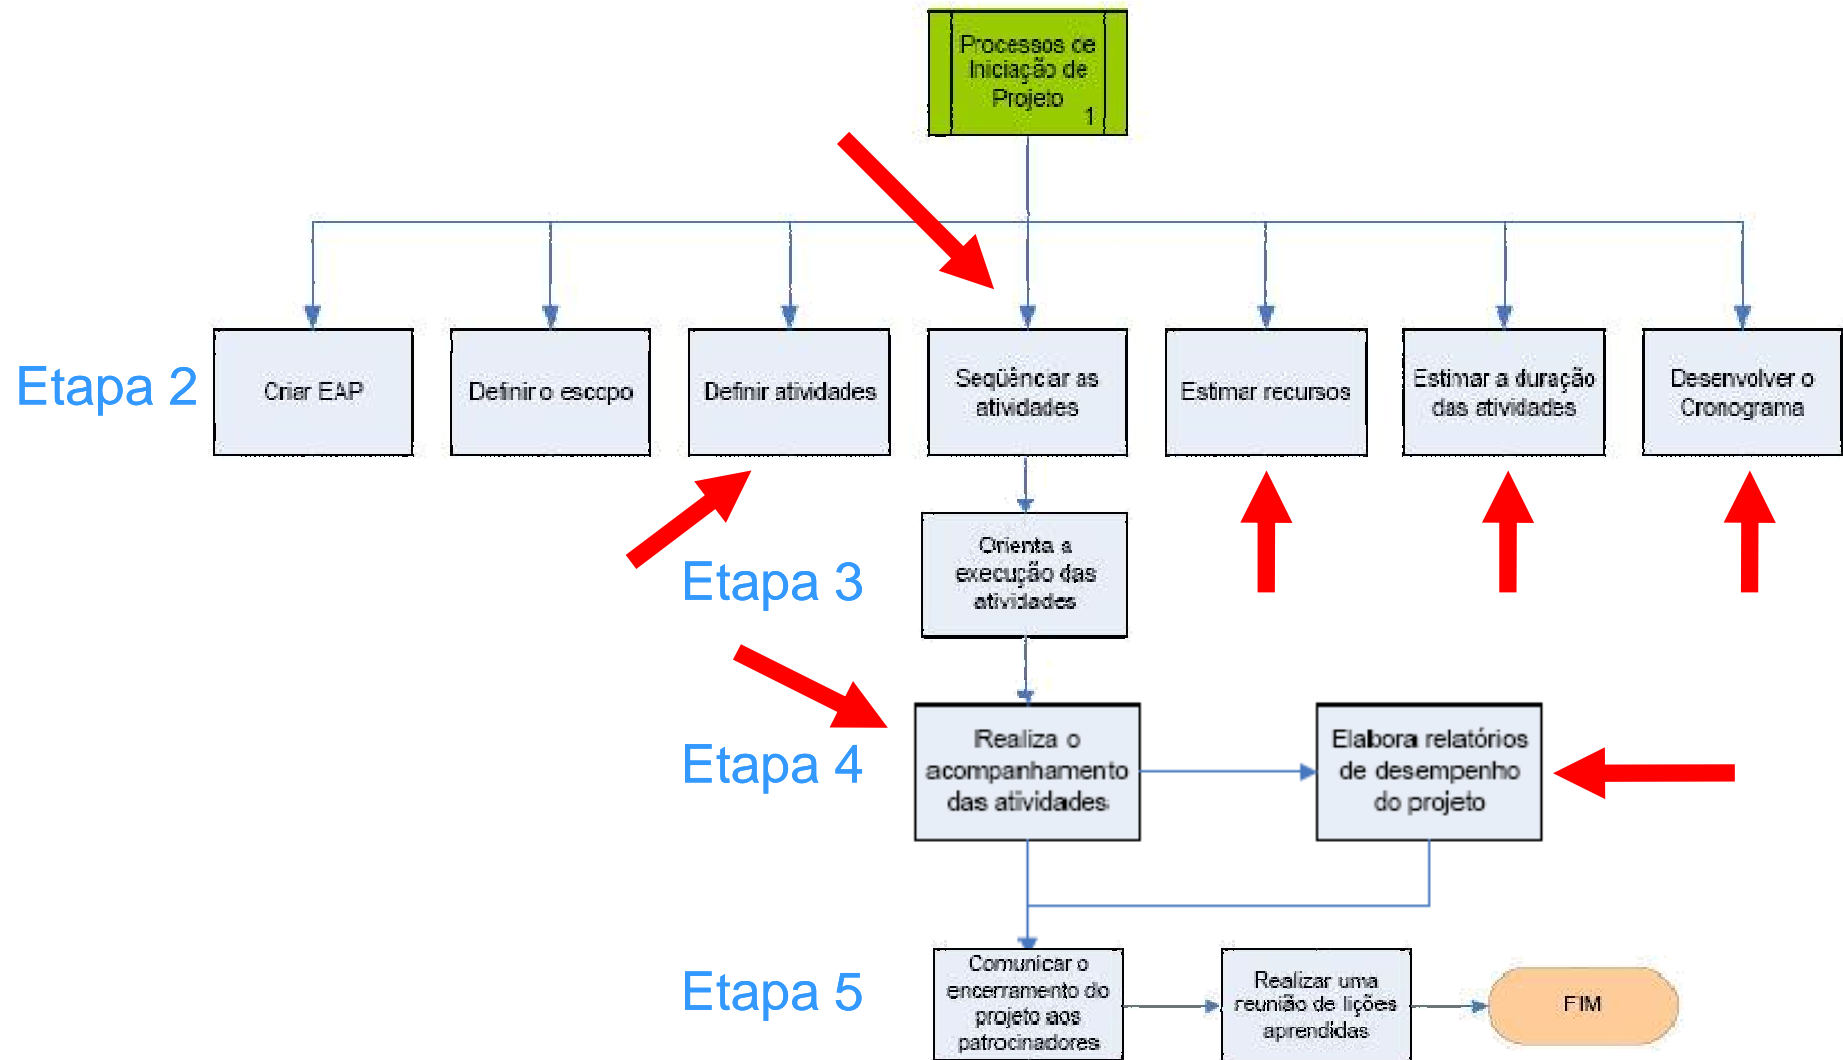 Processos de
Iniciação de
Projeto
1
Etapa 2
Criar EAP
Definir o esccpo
Definir atividades
Seqüênciar as
atividades
Estimar recursos
Estimar a duração
das atividades
Desenvolver o
Cronograma
Etapa 3
Orienta a
execução das
atividades
Etapa 4
Realiza o
acompanhamento
das atividades
Elabora relatórios
de desempenho
do projeto
Etapa 5
Comunicar o
encerramento do
projeto aos
patrocinadores
Realizar uma
reunião de lições
aprendidas
FIM